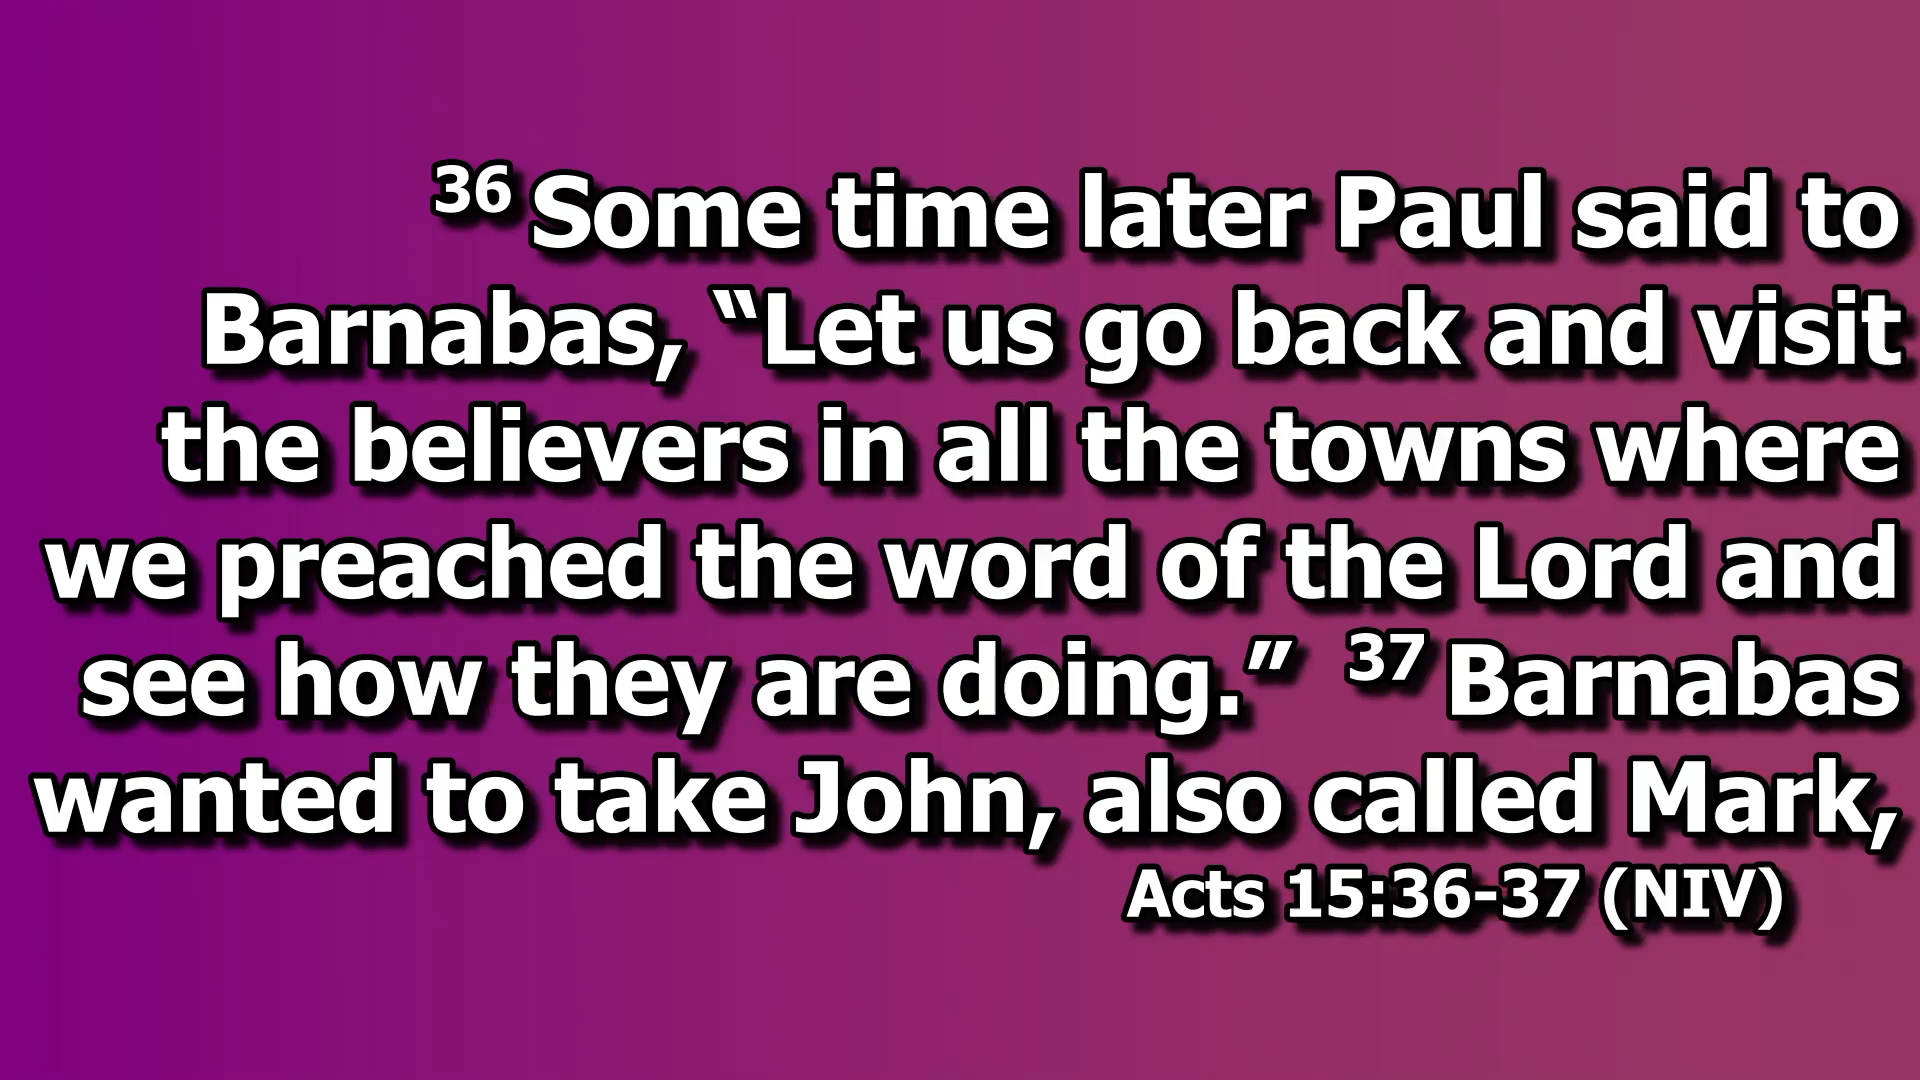 36 Some time later Paul said to
Barnabas, “Let us go back and visit
the believers in all the towns where
we preached the word of the Lord and
see how they are doing.” 37 Barnabas
wanted to take John, also called Mark,
Acts 15:36-37 (NIV)